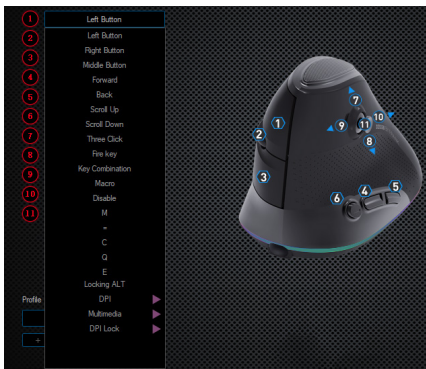 1 Left Button
2 Left Button
3 Right Button
Middle Button
4 Forward
5 Back
Scroll Up
6 Scroll Down
7 Three Click
8 Fire key
9 Key Combination
Macro
10 Disable
11 M
=
C
Q
E
Locking ALT
Profile DPI
Multimedia
+ DPI Lock
7
10
1 9 11
2 8
3
6 4 5